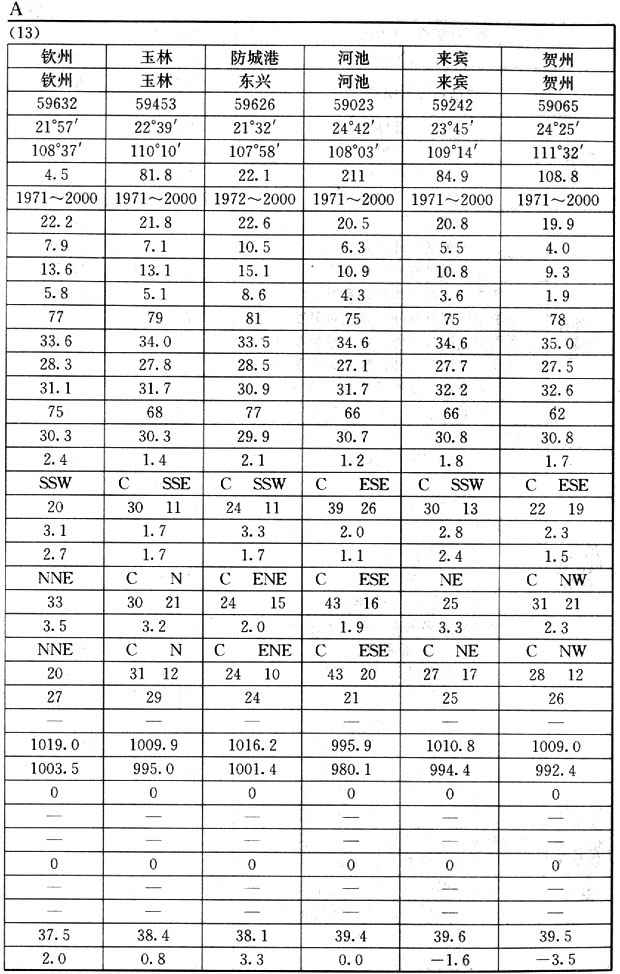 A
(13)
钦州 玉林 防城港 河池 来宾 贺州
钦州 玉林 东兴 河池 来宾 贺州
59632 59453 59626 59023 59242 59065
21°57′ 22°39′ 21°32′ 24°42′ 23°45′ 24°25′
108°37′ 110°10′ 107°58′ 108°03′ 109°14′ 111°32′
4.5 81.8 22.1 211 84.9 108.8
1971～2000 1971～2000 1972～2000 1971～2000 1971～2000 1971～2000
22.2 21.8 22.6 20.5 20.8 19.9
7.9 7.1 10.5 6.3 5.5 4.0
13.6 13.1 15.1 10.9 10.8 9.3
5.8 5.1 8.6 4.3 3.6 1.9
77 79 81 75 75 78
33.6 34.0 33.5 34.6 34.6 35.0
28.3 27.8 28.5 27.1 27.7 27.5
31.1 31.7 30.9 31.7 32.2 32.6
75 68 77 66 66 62
30.3 30.3 29.9 30.7 30.8 30.8
2.4 1.4 2.1 1.2 1.8 1.7
SSW C SSE C SSW C ESE C SSW C ESE
20 30 11 24 11 39 26 30 13 22 19
3.1 1.7 3.3 2.0 2.8 2.3
2.7 1.7 1.7 1.1 2.4 1.5
NNE C N C ENE C ESE NE C NW
33 30 21 24 15 43 16 25 31 21
3.5 3.2 2.0 1.9 3.3 2.3
NNE C N C ENE C ESE C NE C NW
20 31 12 24 10 43 20 27 17 28 12
27 29 24 21 25 26
— — — — — —
1019.0 1009.9 1016.2 995.9 1010.8 1009.0
1003.5 995.0 1001.4 980.1 994.4 992.4
0 0 0 0 0 0
— — — — — —
— — — — — —
0 0 0 0 0 0
— — — — — —
— — — — — —
37.5 38.4 38.1 39.4 39.6 39.5
2.0 0.8 3.3 0.0 −1.6 −3.5